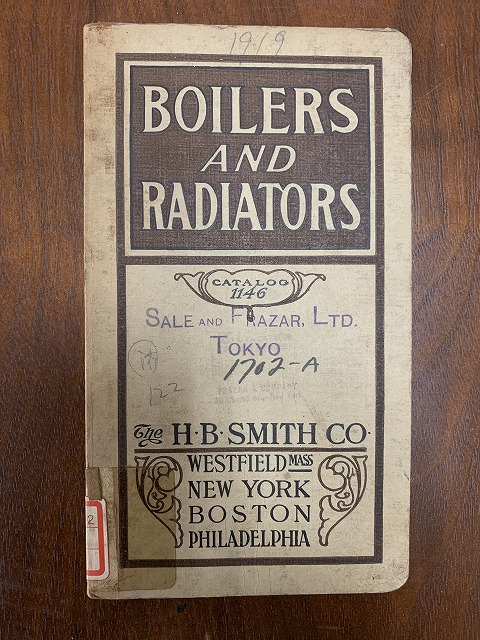 1919
BOILERS
AND
RADIATORS
CATALOG
1146
SALE AND FRAZAR, LTD.
TOKYO
1702-A
122
The H·B·SMITH CO·
WESTFIELD MASS
NEW YORK
BOSTON
PHILADELPHIA
2